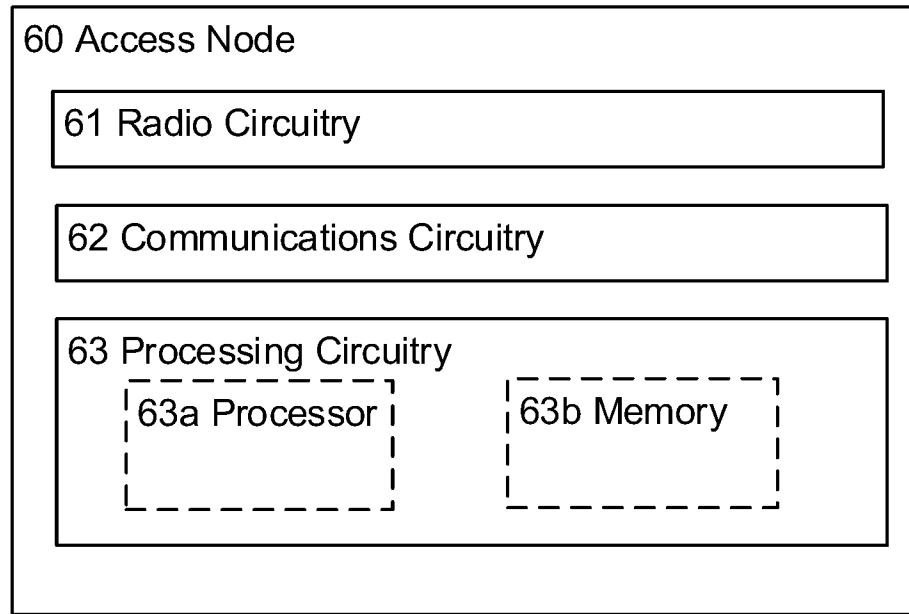 60 Access Node
61 Radio Circuitry
62 Communications Circuitry
63 Processing Circuitry
63a Processor
63b Memory